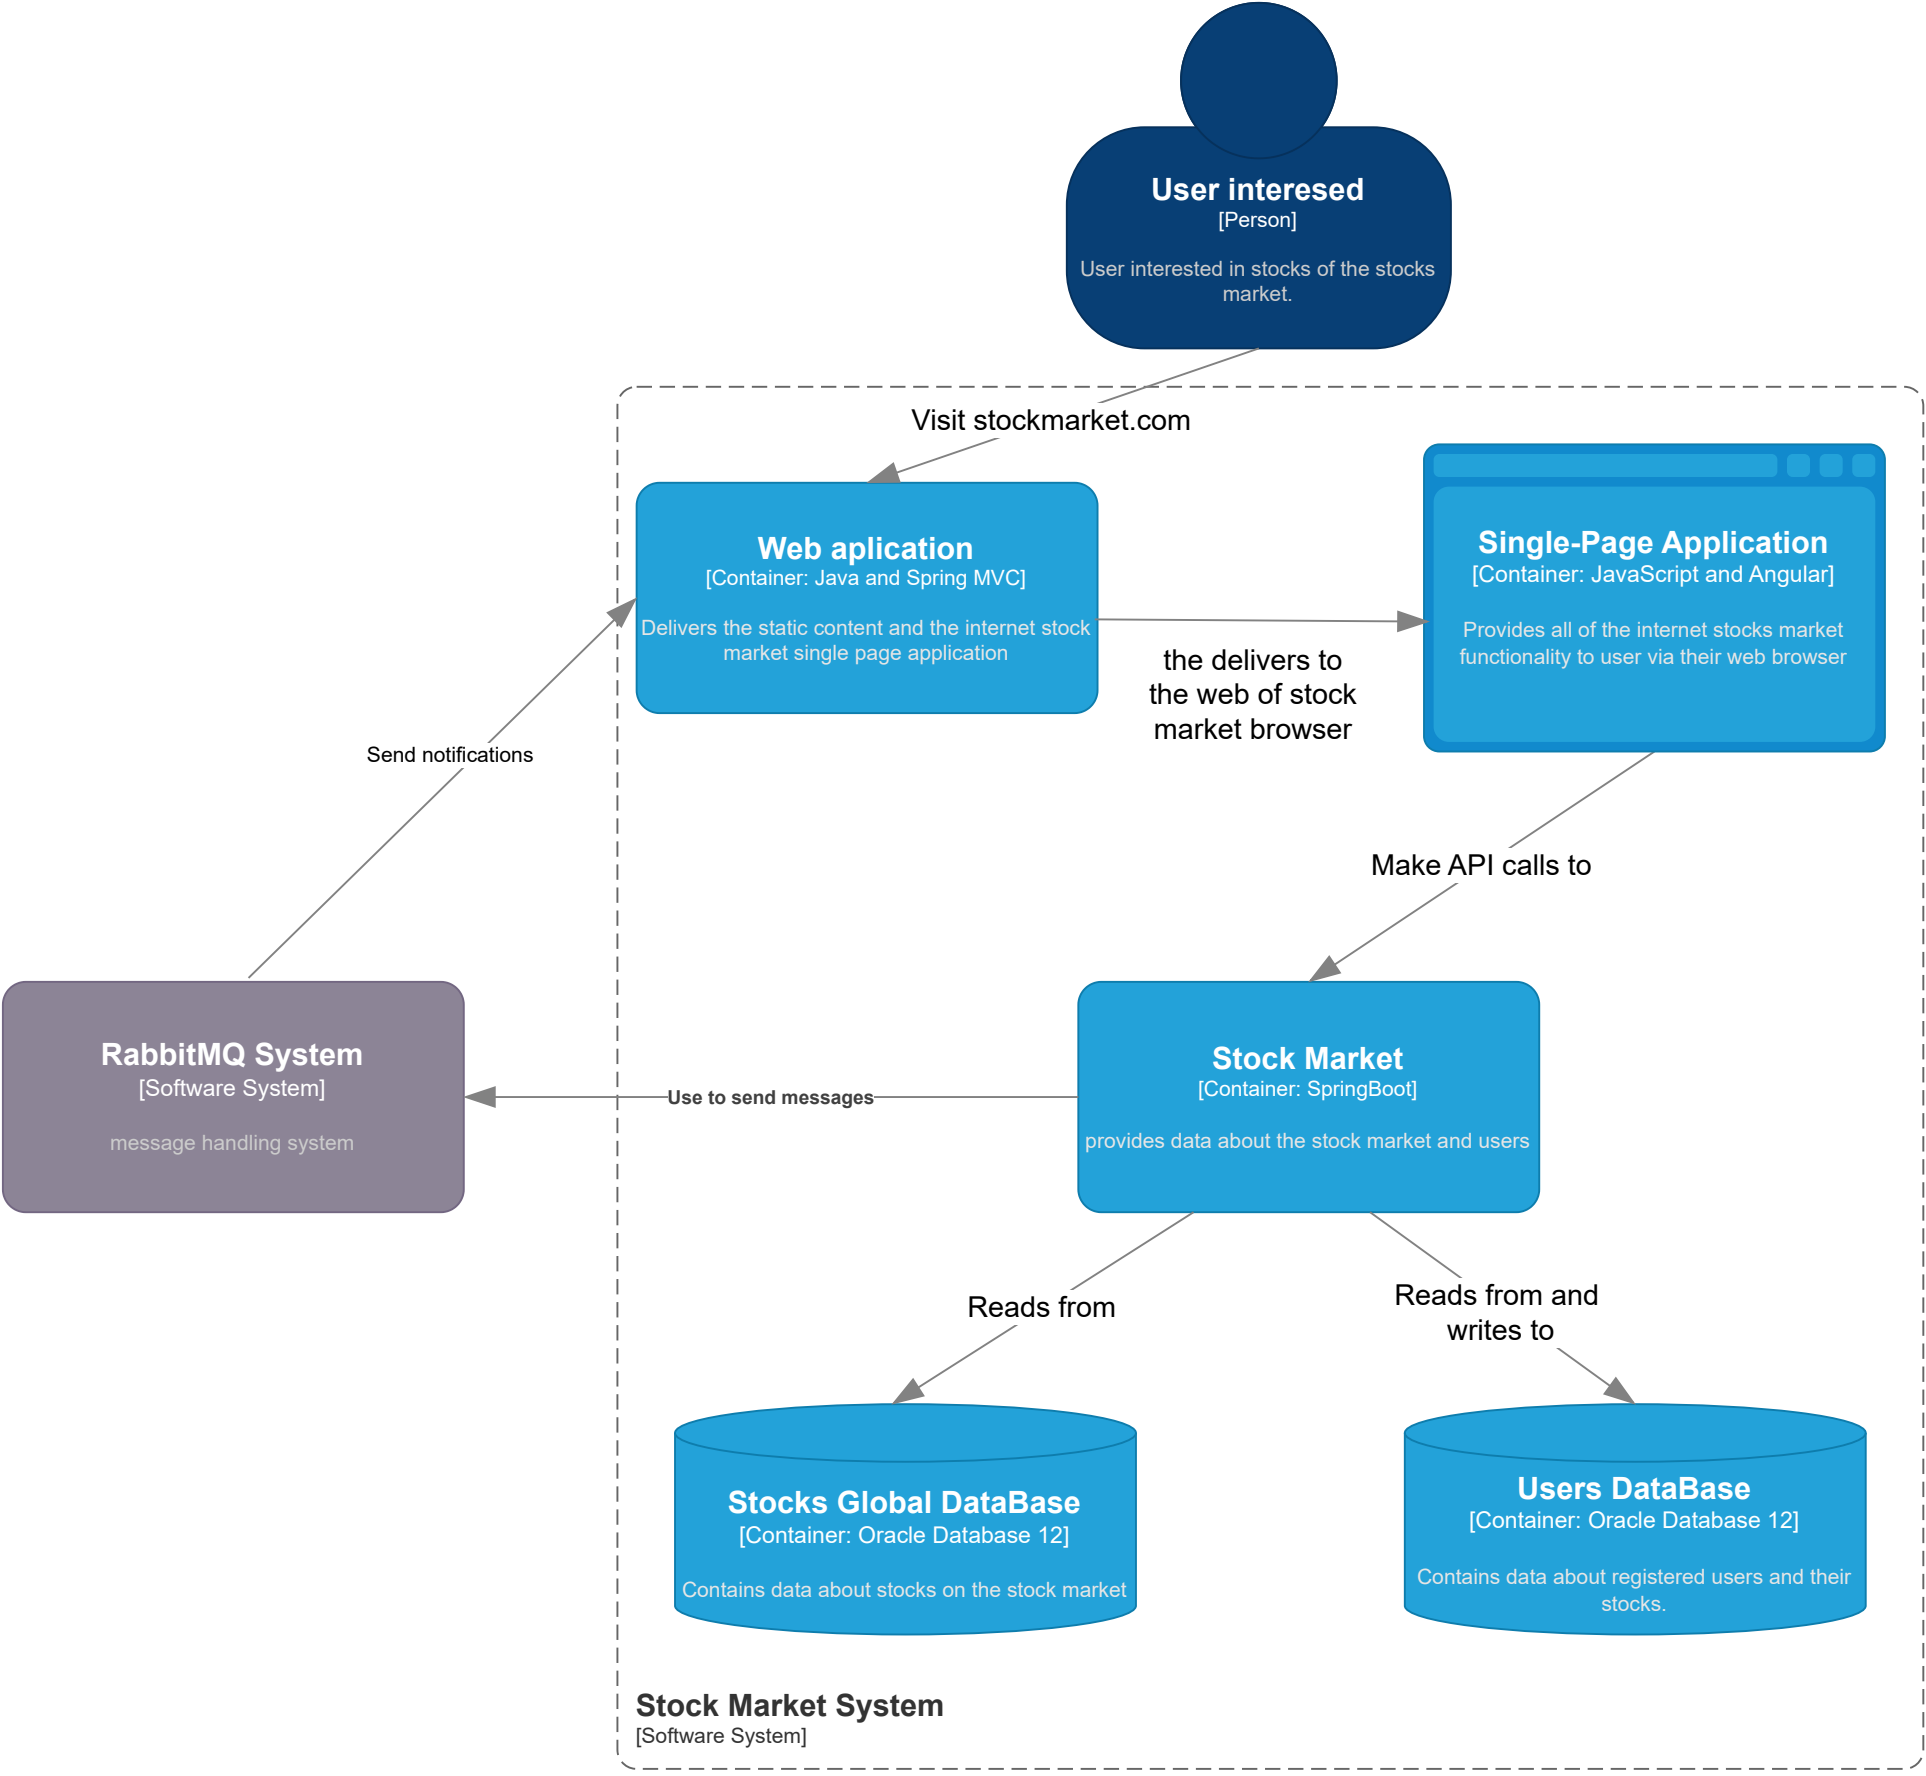 User interesed
[Person]
User interested in stocks of the stocks
market.
Visit stockmarket.com
Web aplication
[Container: Java and Spring MVC]
Delivers the static content and the internet stock
market single page application
the delivers to
the web of stock
market browser
Single-Page Application
[Container: JavaScript and Angular]
Provides all of the internet stocks market
functionality to user via their web browser
Send notifications
Make API calls to
RabbitMQ System
[Software System]
message handling system
Use to send messages
Stock Market
[Container: SpringBoot]
provides data about the stock market and users
Reads from
Reads from and
writes to
Stocks Global DataBase
[Container: Oracle Database 12]
Contains data about stocks on the stock market
Users DataBase
[Container: Oracle Database 12]
Contains data about registered users and their
stocks.
Stock Market System
[Software System]